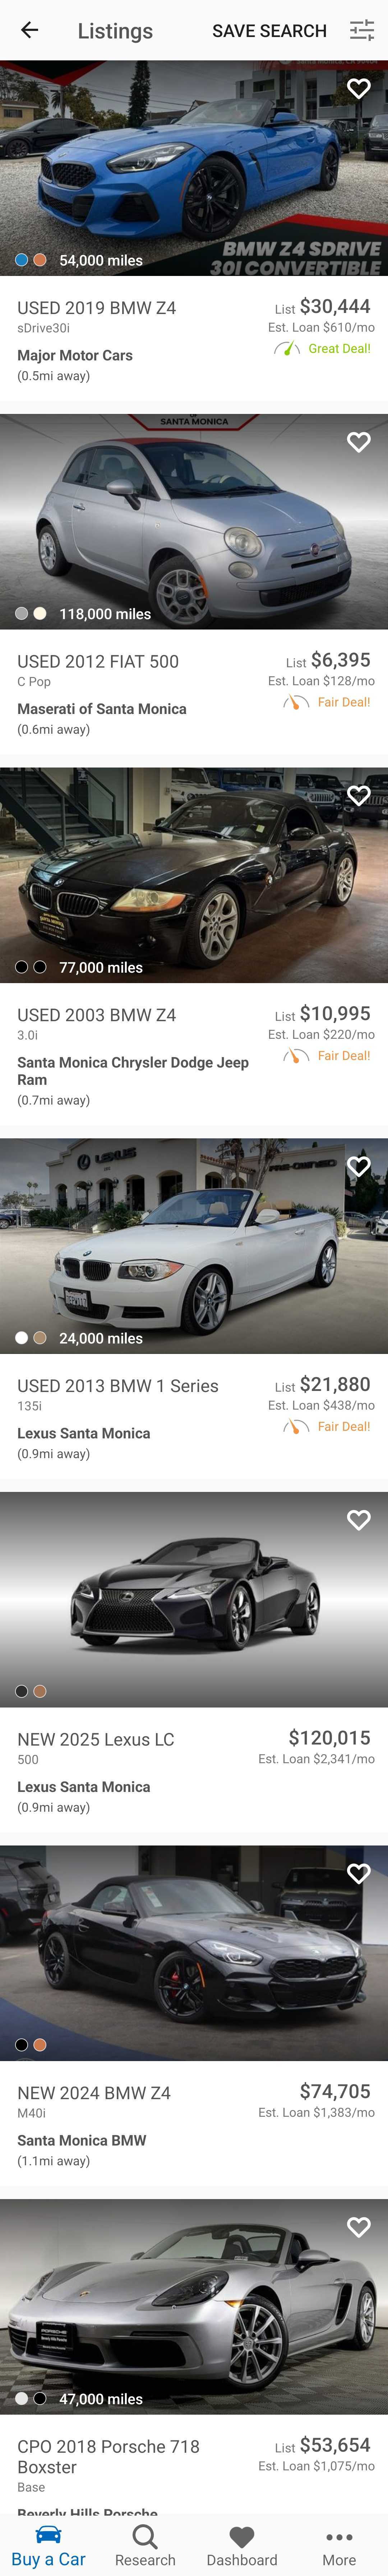 Listings
SAVE SEARCH
BMW Z4 SDRIVE
30I CONVERTIBLE
54,000 miles
USED 2019 BMW Z4
List $30,444
sDrive30i
Est. Loan $610/mo
Great Deal!
Major Motor Cars
(0.5mi away)
SANTA MONICA
118,000 miles
USED 2012 FIAT 500
List $6,395
C Pop
Est. Loan $128/mo
Fair Deal!
Maserati of Santa Monica
(0.6mi away)
77,000 miles
USED 2003 BMW Z4
List $10,995
3.0i
Est. Loan $220/mo
Fair Deal!
Santa Monica Chrysler Dodge Jeep
Ram
(0.7mi away)
LEXUS
PRE-OWNED
24,000 miles
USED 2013 BMW 1 Series
List $21,880
135i
Est. Loan $438/mo
Fair Deal!
Lexus Santa Monica
(0.9mi away)
NEW 2025 Lexus LC
$120,015
500
Est. Loan $2,341/mo
Lexus Santa Monica
(0.9mi away)
NEW 2024 BMW Z4
$74,705
M40i
Est. Loan $1,383/mo
Santa Monica BMW
(1.1mi away)
PORSCHE
47,000 miles
CPO 2018 Porsche 718
Boxster
List $53,654
Est. Loan $1,075/mo
Base
Beverly Hills Porsche
Buy a Car
Research
Dashboard
More